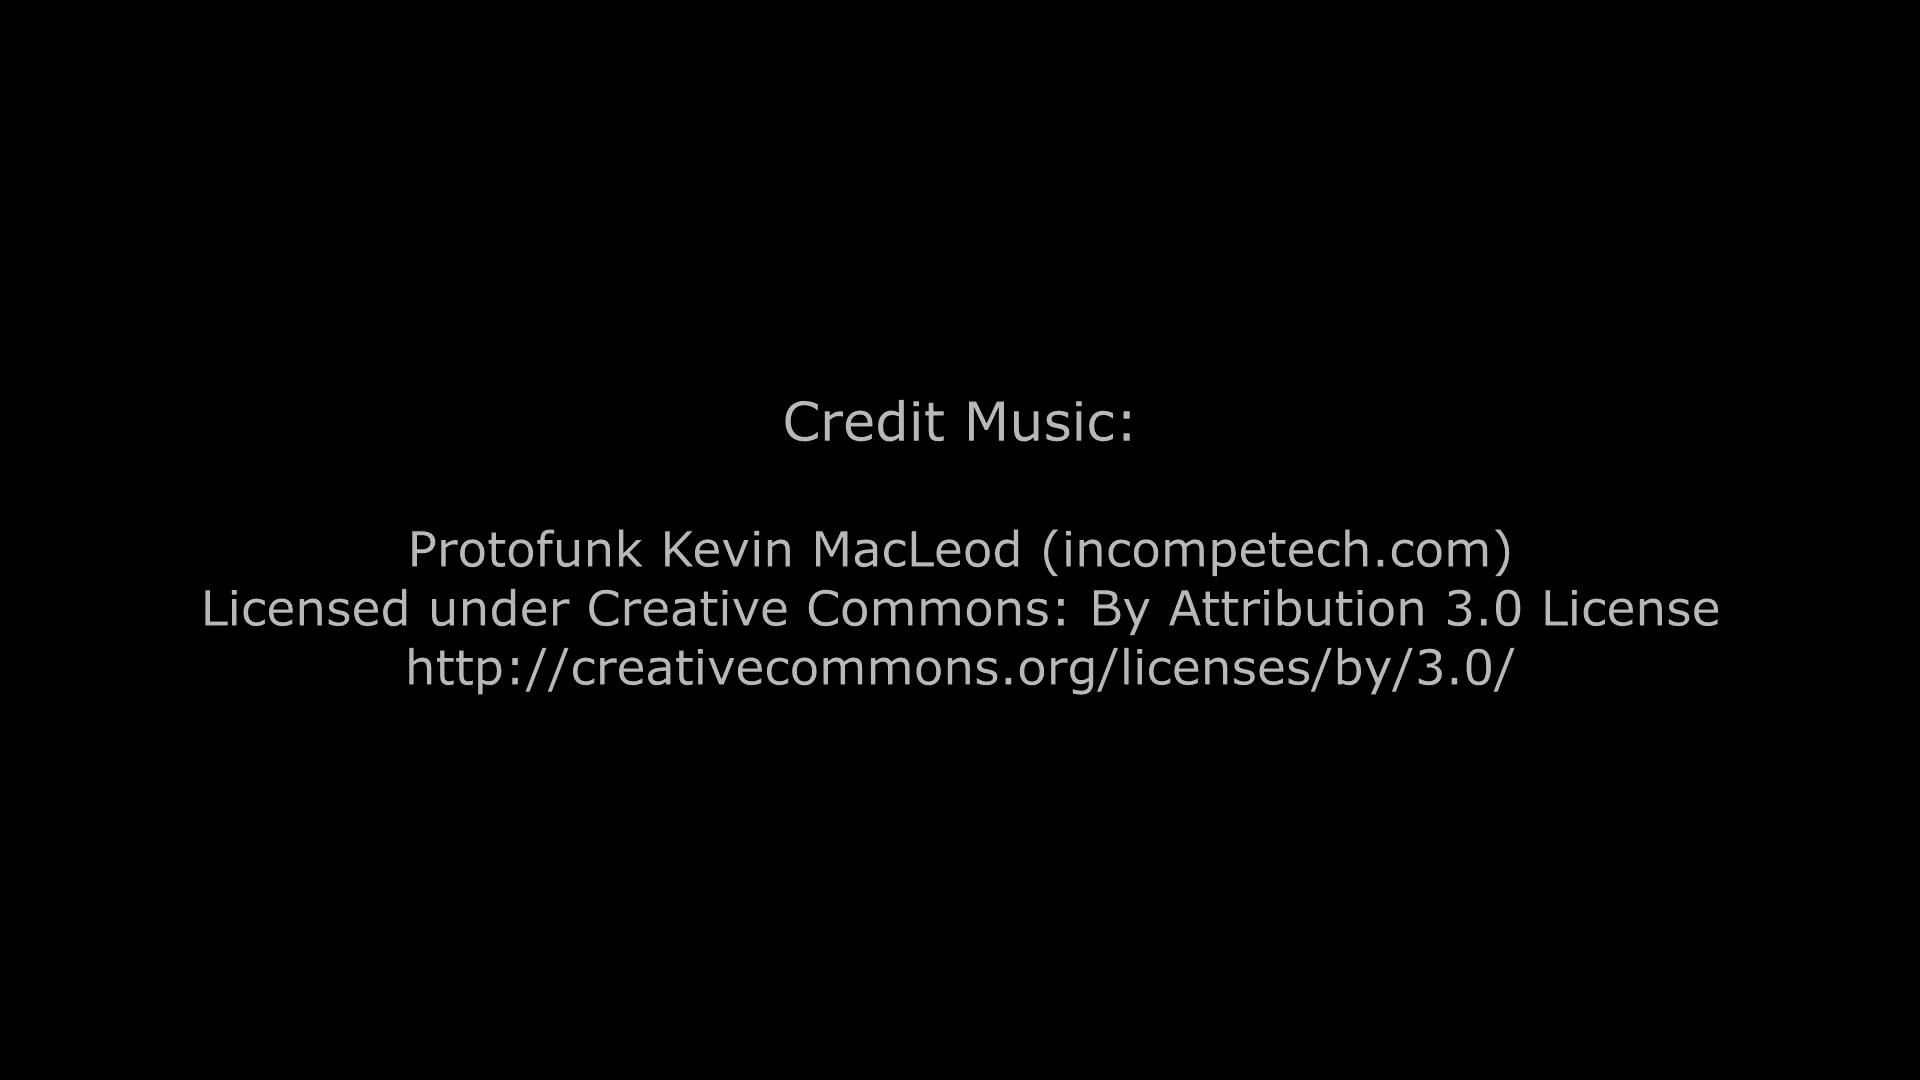 Credit Music:
Protofunk Kevin MacLeod (incompetech.com)
Licensed under Creative Commons: By Attribution 3.0 License
http://creativecommons.org/licenses/by/3.0/